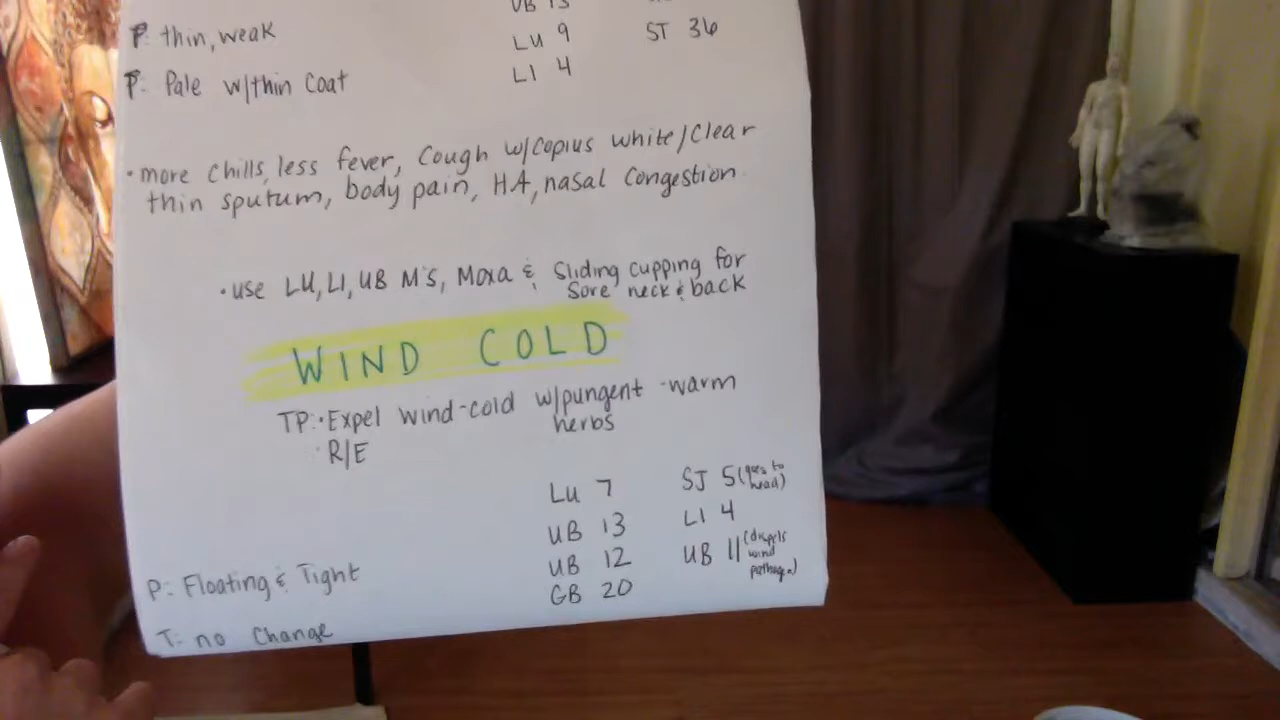 UB 13
P: thin, weak
LU 9
ST 36
P: Pale w/thin coat
LI 4
• more chills, less fever, cough w/copius white/clear
thin sputum, body pain, HA, nasal congestion.
• use LU, LI, UB M's, Moxa & sliding cupping for
sore neck & back
WIND COLD
TP: • Expel wind-cold w/pungent -warm
herbs
• R/E
LU 7
SJ 5 (goes to
head)
UB 13
LI 4
UB 12
UB 11 (dispels
wind
pathogen)
GB 20
P: Floating & Tight
T: no change